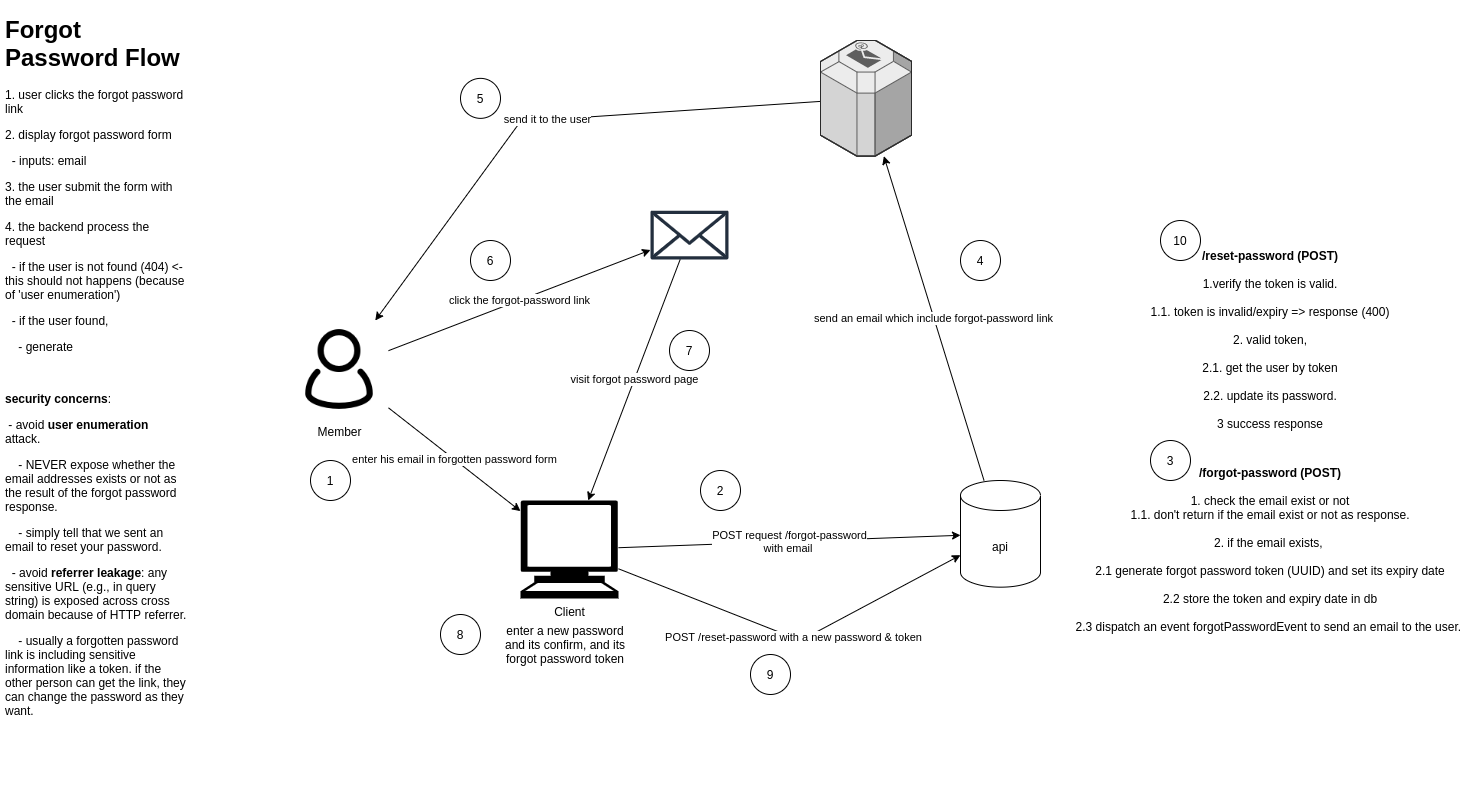 Forgot
Password Flow
1. user clicks the forgot password
link
2. display forgot password form
- inputs: email
3. the user submit the form with
the email
4. the backend process the
request
- if the user is not found (404) <-
this should not happens (because
of 'user enumeration')
- if the user found,
- generate
security concerns:
- avoid user enumeration
attack.
- NEVER expose whether the
email addresses exists or not as
the result of the forgot password
response.
- simply tell that we sent an
email to reset your password.
- avoid referrer leakage: any
sensitive URL (e.g., in query
string) is exposed across cross
domain because of HTTP referrer.
- usually a forgotten password
link is including sensitive
information like a token. if the
other person can get the link, they
can change the password as they
want.
5
send it to the user
6
click the forgot-password link
4
send an email which include forgot-password link
7
visit forgot password page
Member
1
enter his email in forgotten password form
2
POST request /forgot-password
with email
api
Client
8
enter a new password
and its confirm, and its
forgot password token
POST /reset-password with a new password & token
9
10
/reset-password (POST)
1.verify the token is valid.
1.1. token is invalid/expiry => response (400)
2. valid token,
2.1. get the user by token
2.2. update its password.
3 success response
3
/forgot-password (POST)
1. check the email exist or not
1.1. don't return if the email exist or not as response.
2. if the email exists,
2.1 generate forgot password token (UUID) and set its expiry date
2.2 store the token and expiry date in db
2.3 dispatch an event forgotPasswordEvent to send an email to the user.